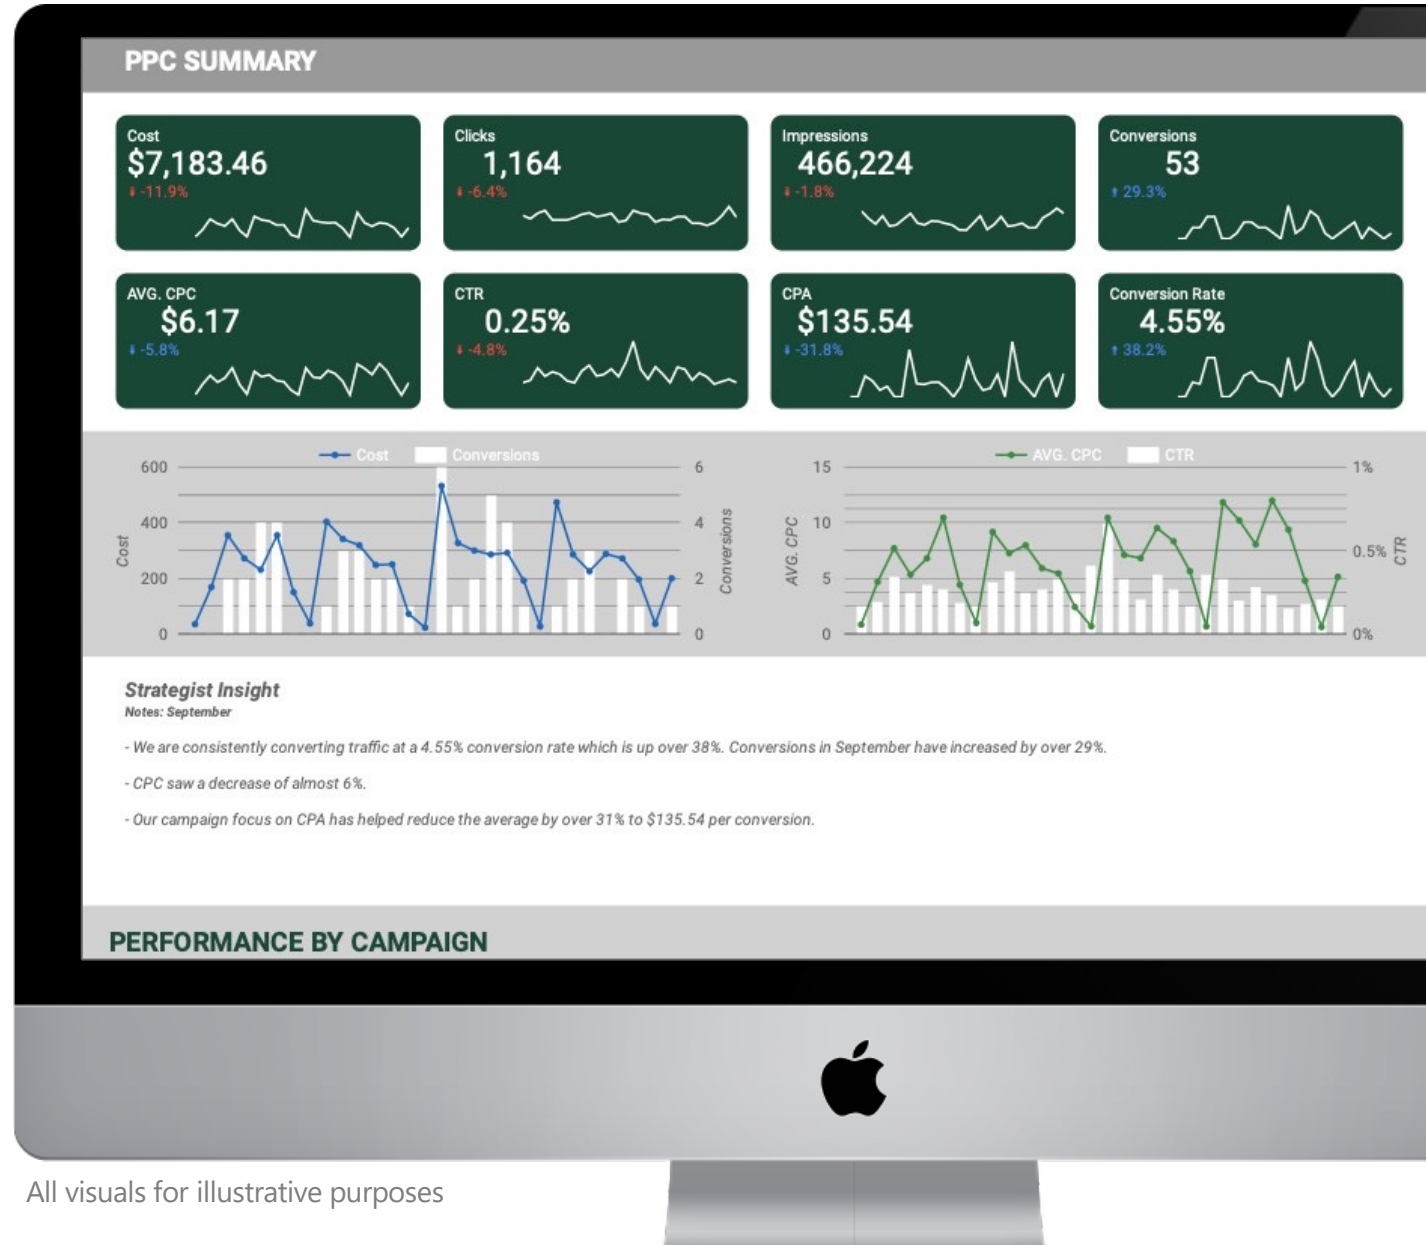 PPC SUMMARY
Cost
$7,183.46
-11.9%
Clicks
1,164
-6.4%
Impressions
466,224
-1.8%
Conversions
53
29.3%
AVG. CPC
$6.17
-5.8%
CTR
0.25%
-4.8%
CPA
$135.54
-31.8%
Conversion Rate
4.55%
38.2%
Cost Conversions
600
400
200
0
Cost
6
4
2
0
Conversions
AVG. CPC CTR
15
10
5
0
AVG. CPC
1%
0.5%
0%
CTR
Strategist Insight
Notes: September
- We are consistently converting traffic at a 4.55% conversion rate which is up over 38%. Conversions in September have increased by over 29%.
- CPC saw a decrease of almost 6%.
- Our campaign focus on CPA has helped reduce the average by over 31% to $135.54 per conversion.
PERFORMANCE BY CAMPAIGN
All visuals for illustrative purposes